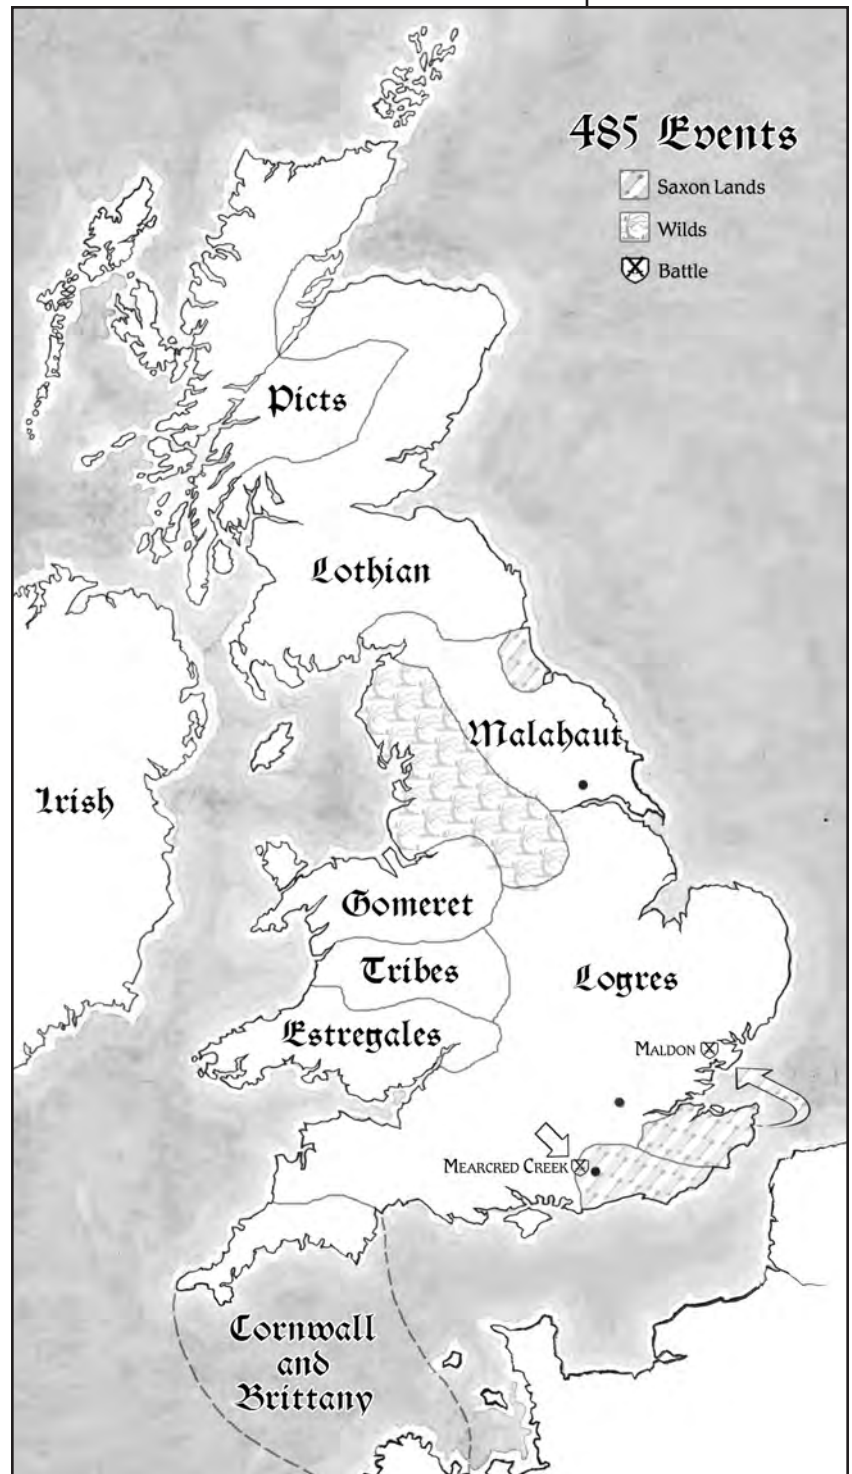 485 Events
Saxon Lands
Wilds
Battle
Picts
Lothian
Malahaut
Irish
Gomeret
Tribes
Logres
Estregales
Maldon
Mearcred Creek
Cornwall
and
Brittany